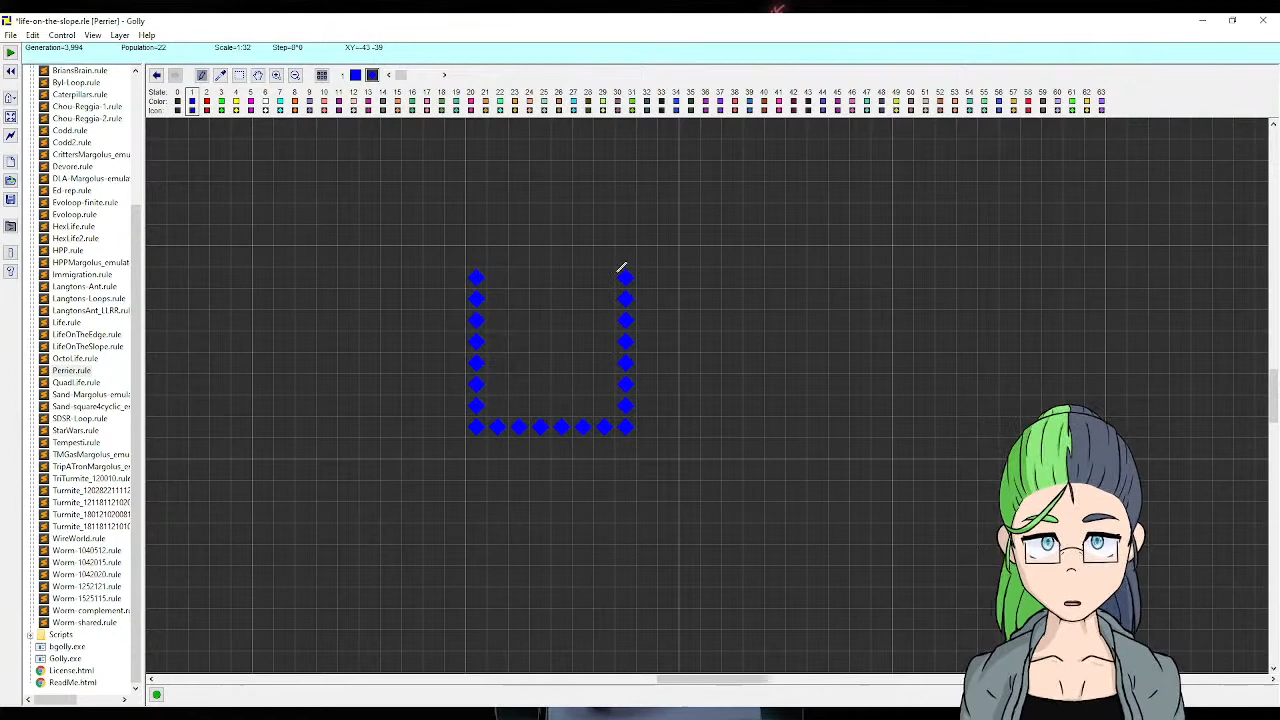 *life-on-the-slope.rle [Perrier] - Golly
File Edit Control View Layer Help
Generation=3,994 Population=22 Scale=1:32 Step=8^0 XY=-43 -39
State: 0 1 2 3 4 5 6 7 8 9 10 11 12 13 14 15 16 17 18 19 20 21 22 23 24 25 26 27 28 29 30 31 32 33 34 35 36 37 38 39 40 41 42 43 44 45 46 47 48 49 50 51 52 53 54 55 56 57 58 59 60 61 62 63
Color:
Icon:
BriansBrain.rule
Byl-Loop.rule
Caterpillars.rule
Chou-Reggia-1.rule
Chou-Reggia-2.rule
Codd.rule
Codd2.rule
CrittersMargolus_emu
Devore.rule
DLA-Margolus-emula
Ed-rep.rule
Evoloop-finite.rule
Evoloop.rule
HexLife.rule
HexLife2.rule
HPP.rule
HPPMargolus_emulat
Immigration.rule
Langtons-Ant.rule
Langtons-Loops.rule
LangtonsAnt_LLRR.rul
Life.rule
LifeOnTheEdge.rule
LifeOnTheSlope.rule
OctoLife.rule
Perrier.rule
QuadLife.rule
Sand-Margolus-emula
Sand-square4cyclic_e
SDSR-Loop.rule
StarWars.rule
Tempesti.rule
TMGasMargolus_emu
TripATronMargolus_em
TriTurmite_120010.rule
Turmite_120282211112
Turmite_121181121020
Turmite_180121020081
Turmite_181181121010
WireWorld.rule
Worm-1040512.rule
Worm-1042015.rule
Worm-1042020.rule
Worm-1252121.rule
Worm-1525115.rule
Worm-complement.ru
Worm-shared.rule
Scripts
bgolly.exe
Golly.exe
License.html
ReadMe.html